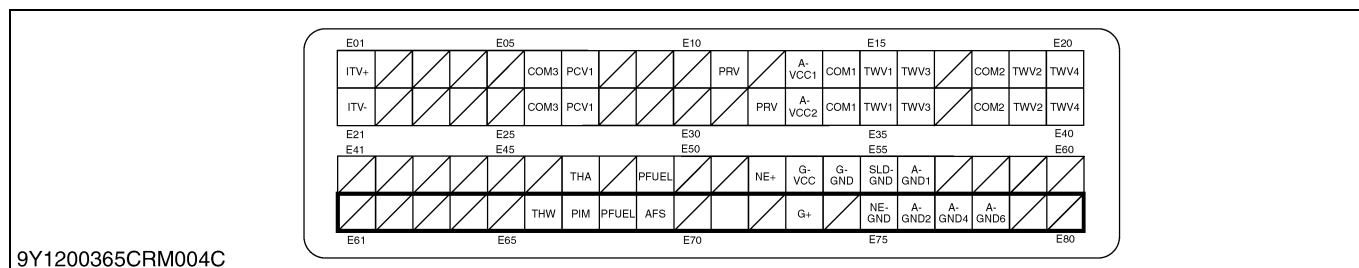 E01 E05 E10 E15 E20
ITV+ COM3 PCV1 PRV A-VCC1 COM1 TWV1 TWV3 COM2 TWV2 TWV4
ITV- COM3 PCV1 PRV A-VCC2 COM1 TWV1 TWV3 COM2 TWV2 TWV4
E21 E25 E30 E35 E40
E41 E45 E50 E55 E60
THA PFUEL NE+ G-VCC G-GND SLD-GND A-GND1
THW PIM PFUEL AFS G+ NE-GND A-GND2 A-GND4 A-GND6
E61 E65 E70 E75 E80
9Y1200365CRM004C